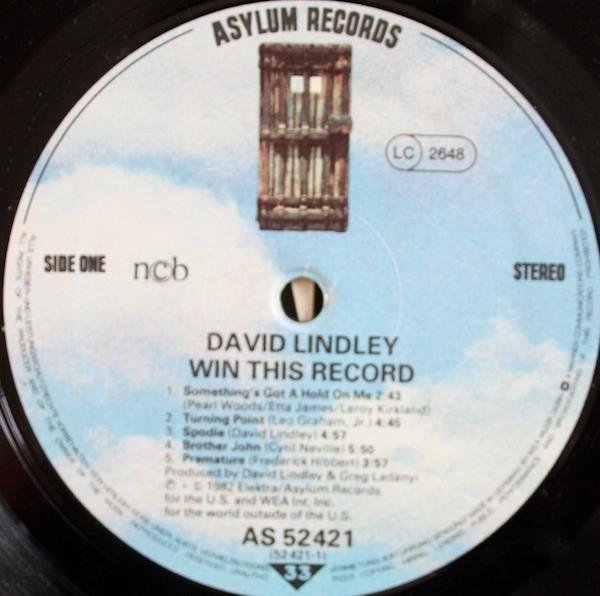 ASYLUM RECORDS
LC 2648
SIDE ONE
ncb
STEREO
DAVID LINDLEY
WIN THIS RECORD
1. Something's Got A Hold On Me 2:43
(Pearl Woods/Etta James/Leroy Kirkland)
2. Turning Point (Leo Graham, Jr.) 4:45
3. Spodie (David Lindley) 4:57
4. Brother John (Cyril Neville) 5:50
5. Premature (Frederick Hibbert) 3:57
Produced by David Lindley & Greg Ladanyi
℗ + © 1982 Elektra/Asylum Records
for the U.S. and WEA Int. Inc.
for the world outside of the U.S.
AS 52421
(52 421-1)
33